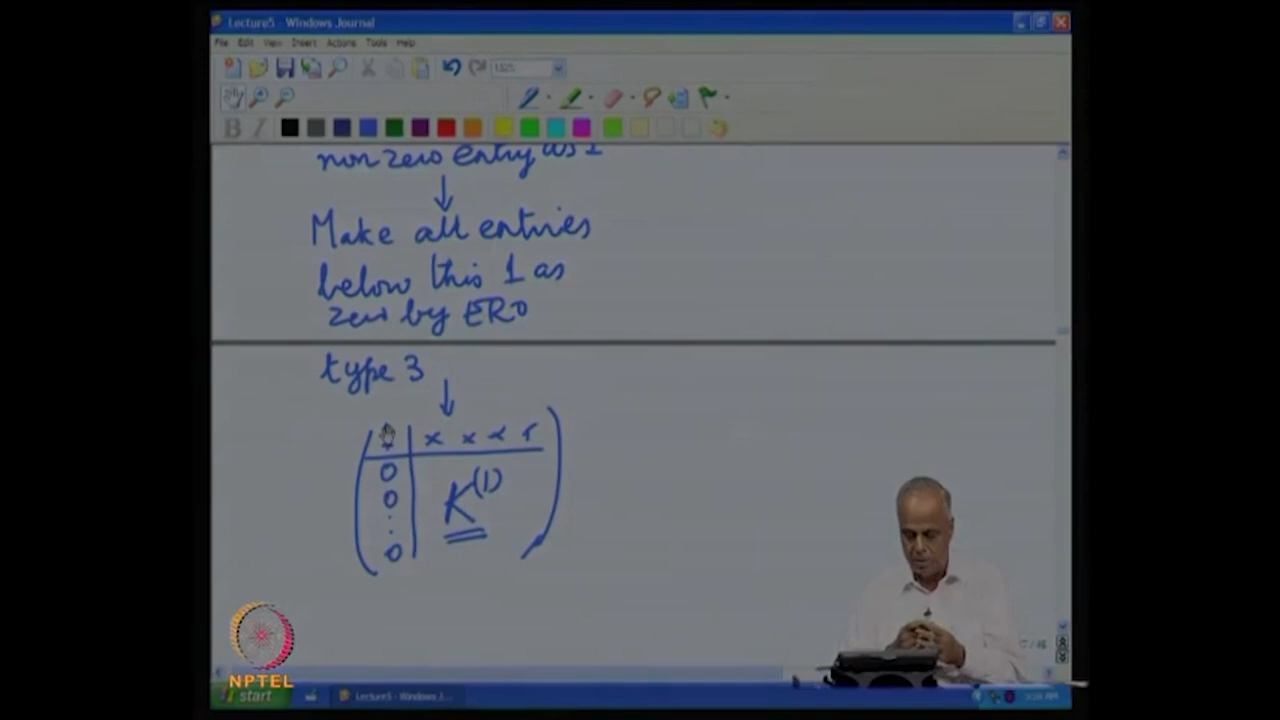 Lecture5 - Windows Journal
File Edit View Insert Actions Tools Help
B I
non zero entry as 1
↓
Make all entries
below this 1 as
zero by ERO
type 3
↓
x x x
0
0 K(1)
.
.
0
NPTEL
start Lecture5 - Windows J...